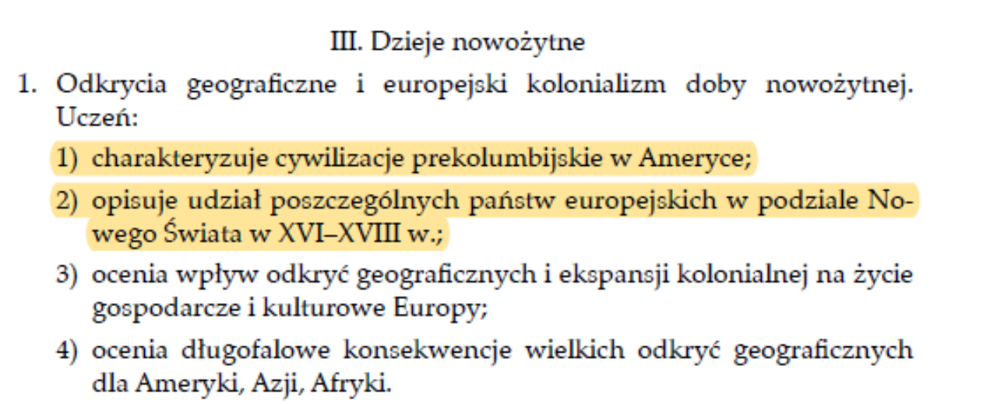 III. Dzieje nowożytne
1. Odkrycia geograficzne i europejski kolonializm doby nowożytnej.
Uczeń:
1) charakteryzuje cywilizacje prekolumbijskie w Ameryce;
2) opisuje udział poszczególnych państw europejskich w podziale No-
wego Świata w XVI–XVIII w.;
3) ocenia wpływ odkryć geograficznych i ekspansji kolonialnej na życie
gospodarcze i kulturowe Europy;
4) ocenia długofalowe konsekwencje wielkich odkryć geograficznych
dla Ameryki, Azji, Afryki.